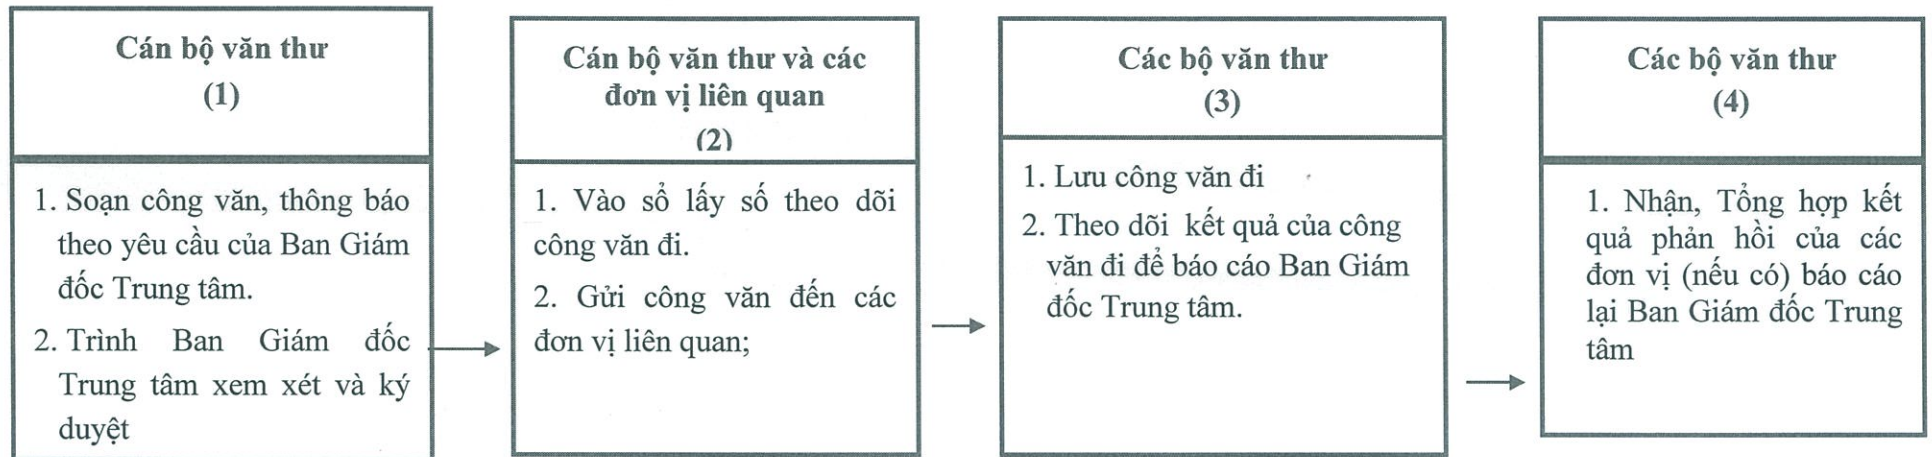 Cán bộ văn thư
(1)
1. Soạn công văn, thông báo
theo yêu cầu của Ban Giám
đốc Trung tâm.
2. Trình Ban Giám đốc
Trung tâm xem xét và ký
duyệt
Cán bộ văn thư và các
đơn vị liên quan
(2)
1. Vào sổ lấy số theo dõi
công văn đi.
2. Gửi công văn đến các
đơn vị liên quan;
Các bộ văn thư
(3)
1. Lưu công văn đi
2. Theo dõi kết quả của công
văn đi để báo cáo Ban Giám
đốc Trung tâm.
Các bộ văn thư
(4)
1. Nhận, Tổng hợp kết
quả phản hồi của các
đơn vị (nếu có) báo cáo
lại Ban Giám đốc Trung
tâm